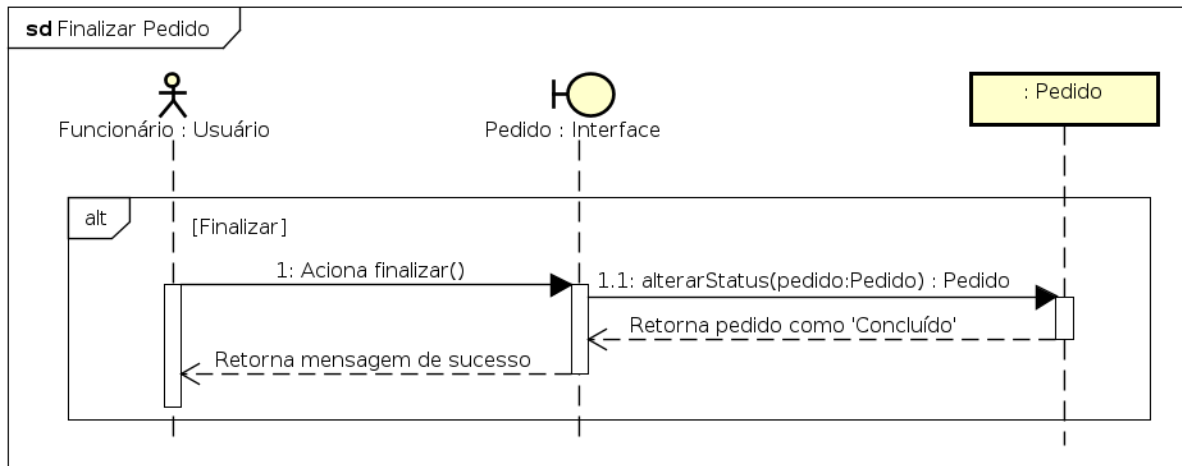 sd Finalizar Pedido
Funcionário : Usuário
Pedido : Interface
: Pedido
alt
[Finalizar]
1: Aciona finalizar()
1.1: alterarStatus(pedido:Pedido) : Pedido
Retorna pedido como 'Concluído'
Retorna mensagem de sucesso